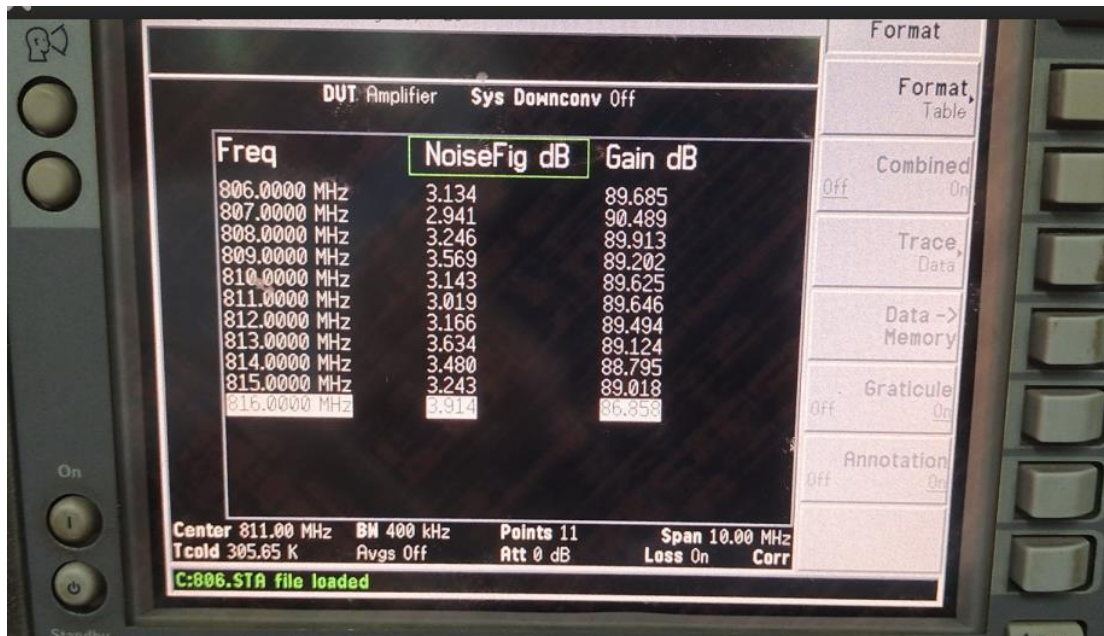 Format
DUT Amplifier Sys Downconv Off
Format
Table
Freq NoiseFig dB Gain dB
Combined
Off On
806.0000 MHz 3.134 89.685
807.0000 MHz 2.941 90.489
808.0000 MHz 3.246 89.913
809.0000 MHz 3.569 89.202
810.0000 MHz 3.143 89.625
811.0000 MHz 3.019 89.646
812.0000 MHz 3.166 89.494
813.0000 MHz 3.634 89.124
814.0000 MHz 3.480 88.795
815.0000 MHz 3.243 89.018
816.0000 MHz 3.914 86.858
Trace
Data
Data ->
Memory
Graticule
Off On
Annotation
Off On
On
Center 811.00 MHz BW 400 kHz Points 11 Span 10.00 MHz
Tcold 305.65 K Avgs Off Att 0 dB Loss On Corr
C:806.STA file loaded
Standby